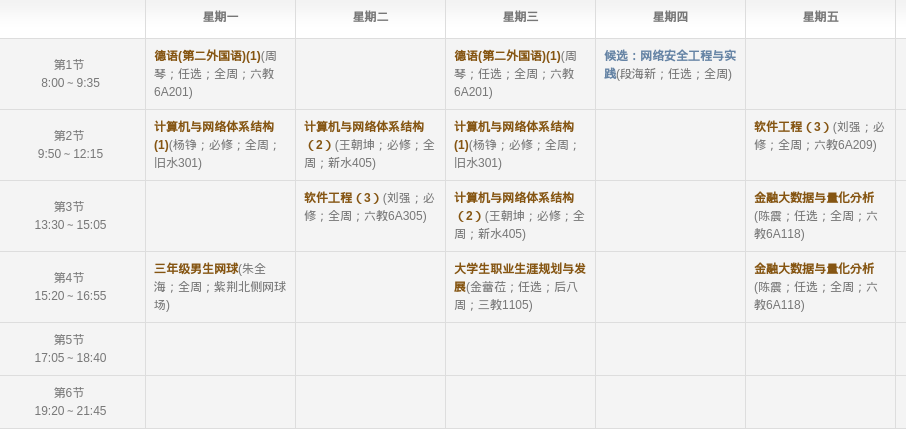 星期一 星期二 星期三 星期四 星期五
第1节
8:00 ~ 9:35
德语(第二外国语)(1)(周
琴；任选；全周；六教
6A201)
德语(第二外国语)(1)(周
琴；任选；全周；六教
6A201)
候选：网络安全工程与实
践(段海新；任选；全周)
第2节
9:50 ~ 12:15
计算机与网络体系结构
(1)(杨铮；必修；全周；
旧水301)
计算机与网络体系结构
（2）(王朝坤；必修；全
周；新水405)
计算机与网络体系结构
(1)(杨铮；必修；全周；
旧水301)
软件工程（3）(刘强；必
修；全周；六教6A209)
第3节
13:30 ~ 15:05
软件工程（3）(刘强；必
修；全周；六教6A305)
计算机与网络体系结构
（2）(王朝坤；必修；全
周；新水405)
金融大数据与量化分析
(陈震；任选；全周；六
教6A118)
第4节
15:20 ~ 16:55
三年级男生网球(朱全
海；全周；紫荆北侧网球
场)
大学生职业生涯规划与发
展(金蕾莅；任选；后八
周；三教1105)
金融大数据与量化分析
(陈震；任选；全周；六
教6A118)
第5节
17:05 ~ 18:40
第6节
19:20 ~ 21:45